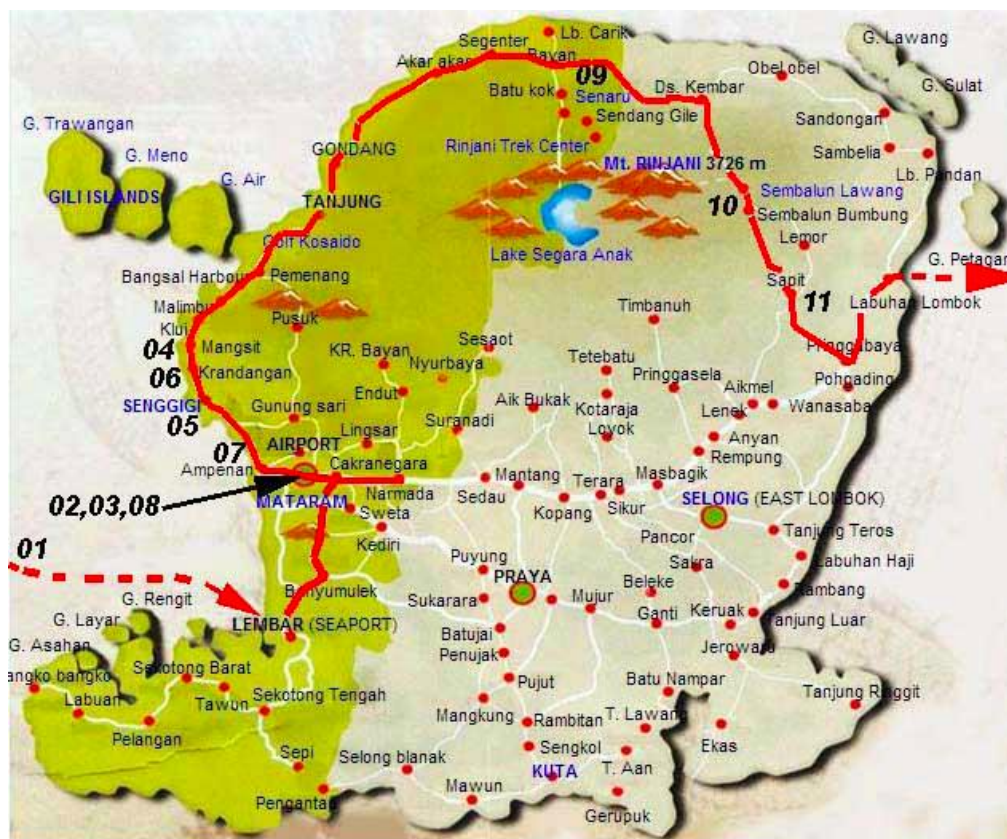 Lb. Carik
G. Lawang
Segenter
Bayan
Akar akar
09
Obel obel
G. Sulat
Batu kok
Senaru
Ds. Kembar
Sendang Gile
Sandongan
G. Trawangan
GONDANG
Rinjani Trek Center
Sambelia
G. Meno
Mt. RINJANI 3726 m
Lb. Pandan
G. Air
GILI ISLANDS
TANJUNG
Sembalun Lawang
10
Sembalun Bumbung
Golf Kosaido
Lemor
Lake Segara Anak
G. Petagan
Bangsal Harbour
Pemenang
Sapit
11
Malimbu
Labuhan Lombok
Pusuk
Timbanuh
Klui
04
Mangsit
KR. Bayan
Sesaot
Pringgabaya
06
Krandangan
Nyurbaya
Tetebatu
Pringgasela
Pohgading
Endut
Aikmel
SENGGIGI
Gunung sari
Aik Bukak
Kotaraja
Lenek
Wanasaba
05
Suranadi
Loyok
Lingsar
Anyan
07
AIRPORT
Rempung
Ampenan
Cakranegara
Mantang
Masbagik
Terara
Sedau
Narmada
Kopang
Sikur
SELONG (EAST LOMBOK)
02,03,08
MATARAM
Sweta
Pancor
Tanjung Teros
Kediri
01
Puyung
Sakra
Labuhan Haji
PRAYA
Beleke
Banyumulek
Rambang
G. Rengit
Sukarara
Mujur
Ganti
Keruak
Tanjung Luar
G. Layar
LEMBAR (SEAPORT)
Batujai
G. Asahan
Penujak
Jerowaru
Sekotong Barat
angko bangko
Pujut
Batu Nampar
Tanjung Ringgit
Labuan
Tawun
Sekotong Tengah
Mangkung
Rambitan
T. Lawang
Pelangan
Sengkol
Ekas
Sepi
Selong blanak
KUTA
T. Aan
Pengantap
Mawun
Gerupuk